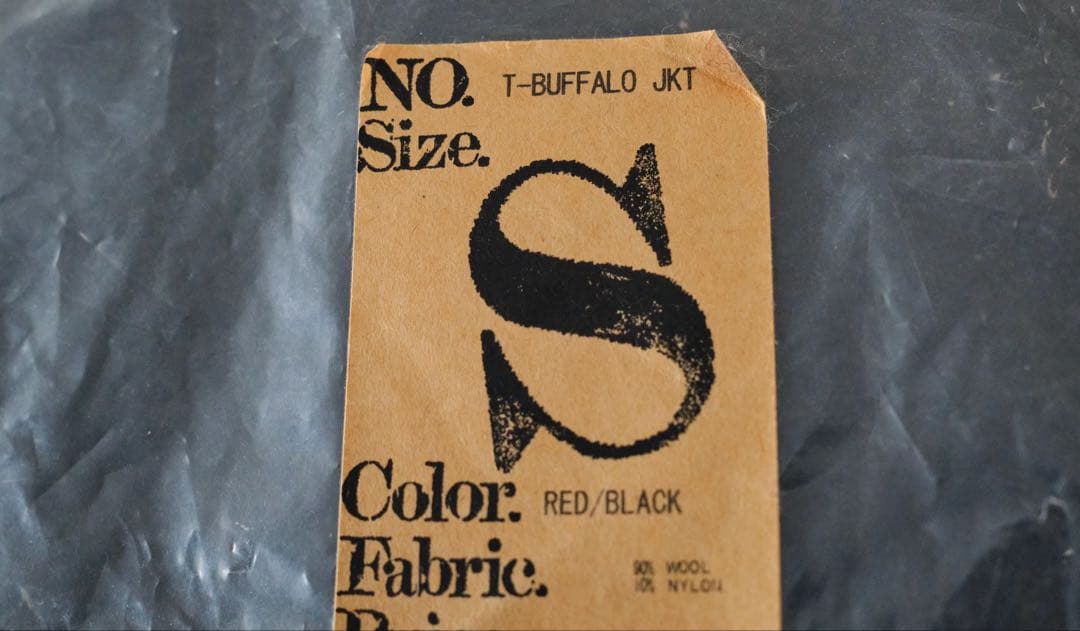 NO. T-BUFFALO JKT
Size.
S
Color. RED/BLACK
Fabric. 90% WOOL
10% NYLON